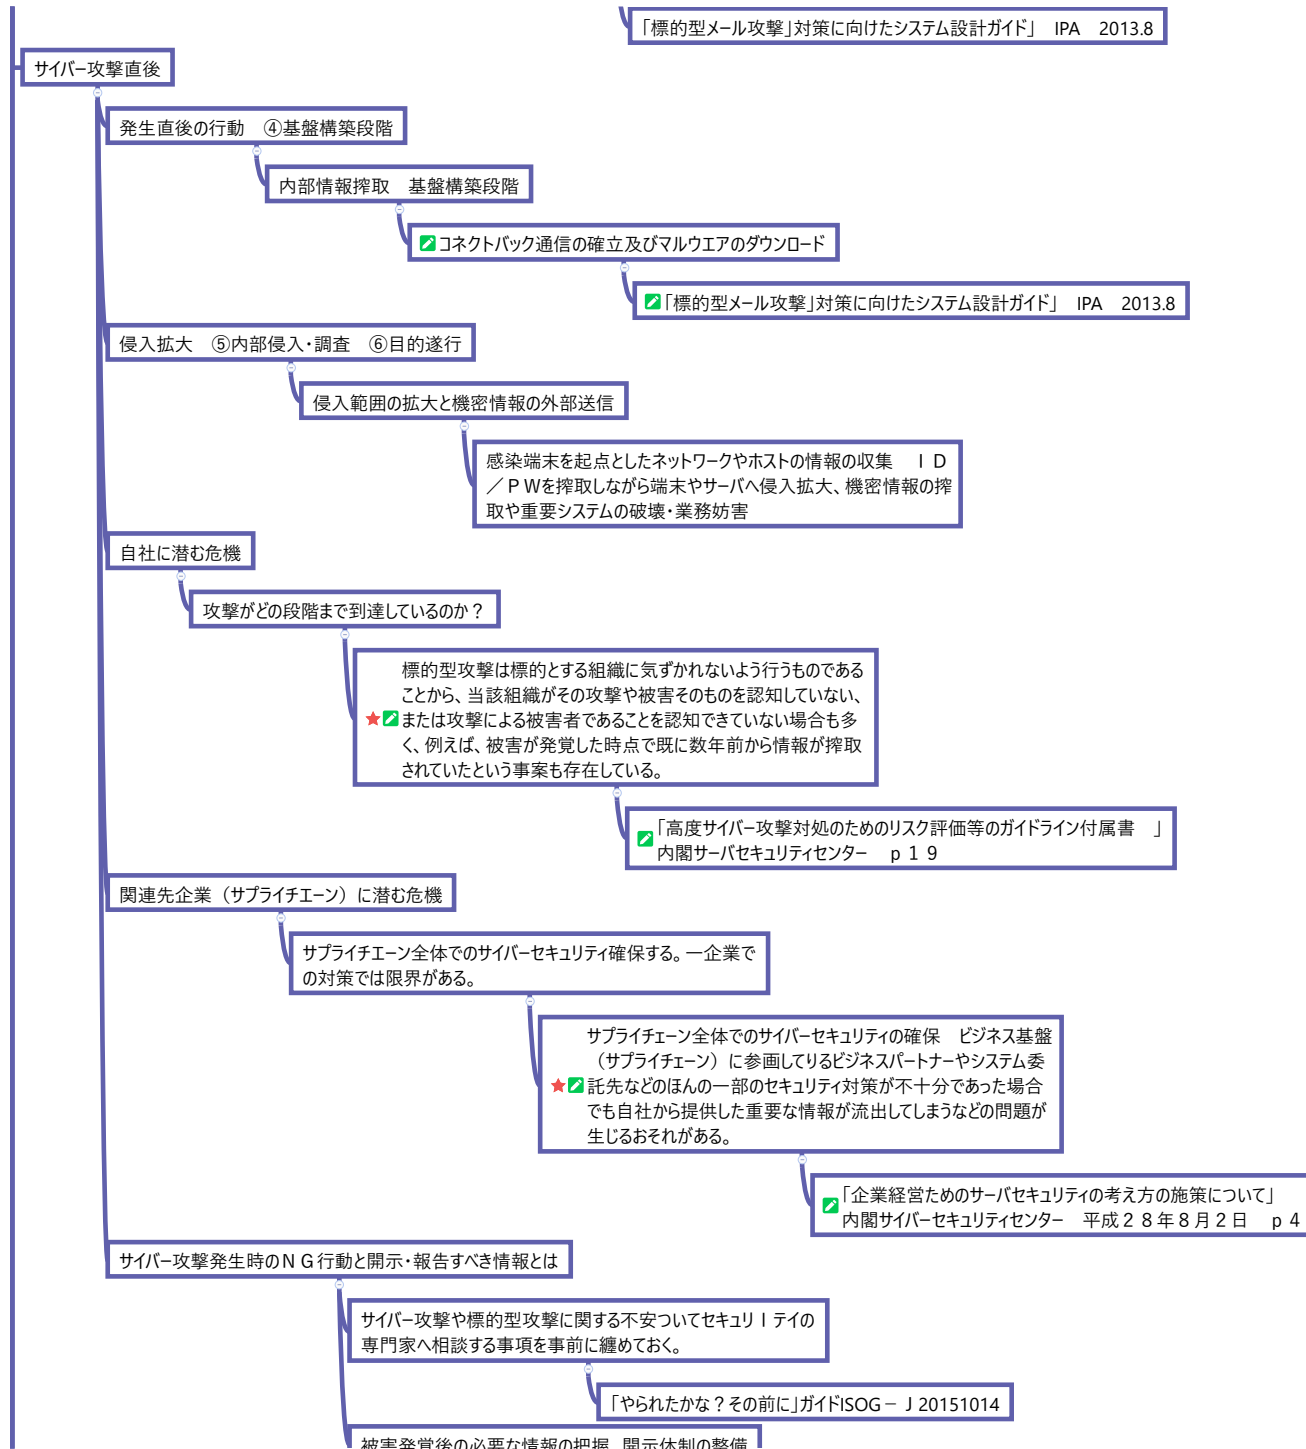 「標的型メール攻撃」対策に向けたシステム設計ガイド」　IPA　2013.8
サイバー攻撃直後
発生直後の行動　④基盤構築段階
内部情報搾取　基盤構築段階
コネクトバック通信の確立及びマルウエアのダウンロード
「標的型メール攻撃」対策に向けたシステム設計ガイド」　IPA　2013.8
侵入拡大　⑤内部侵入・調査　⑥目的遂行
侵入範囲の拡大と機密情報の外部送信
感染端末を起点としたネットワークやホストの情報の収集　ＩＤ
／ＰＷを搾取しながら端末やサーバへ侵入拡大、機密情報の搾
取や重要システムの破壊・業務妨害
自社に潜む危機
攻撃がどの段階まで到達しているのか？
標的型攻撃は標的とする組織に気ずかれないよう行うものである
ことから、当該組織がその攻撃や被害そのものを認知していない、
または攻撃による被害者であることを認知できていない場合も多
く、例えば、被害が発覚した時点で既に数年前から情報が搾取
されていたという事案も存在している。
「高度サイバー攻撃対処のためのリスク評価等のガイドライン付属書　」
内閣サーバセキュリティセンター　ｐ１９
関連先企業（サプライチエーン）に潜む危機
サプライチエーン全体でのサイバーセキュリティ確保する。一企業で
の対策では限界がある。
サプライチェーン全体でのサイバーセキュリティの確保　ビジネス基盤
（サプライチェーン）に参画してりるビジネスパートナーやシステム委
託先などのほんの一部のセキュリティ対策が不十分であった場合
でも自社から提供した重要な情報が流出してしまうなどの問題が
生じるおそれがある。
「企業経営ためのサーバセキュリティの考え方の施策について」
内閣サイバーセキュリティセンター　平成２８年８月２日　ｐ４
サイバー攻撃発生時のＮＧ行動と開示・報告すべき情報とは
サイバー攻撃や標的型攻撃に関する不安ついてセキュリｌテイの
専門家へ相談する事項を事前に纏めておく。
「やられたかな？その前に」ガイドISOG－Ｊ 20151014
被害発覚後の必要な情報の把握、開示体制の整備